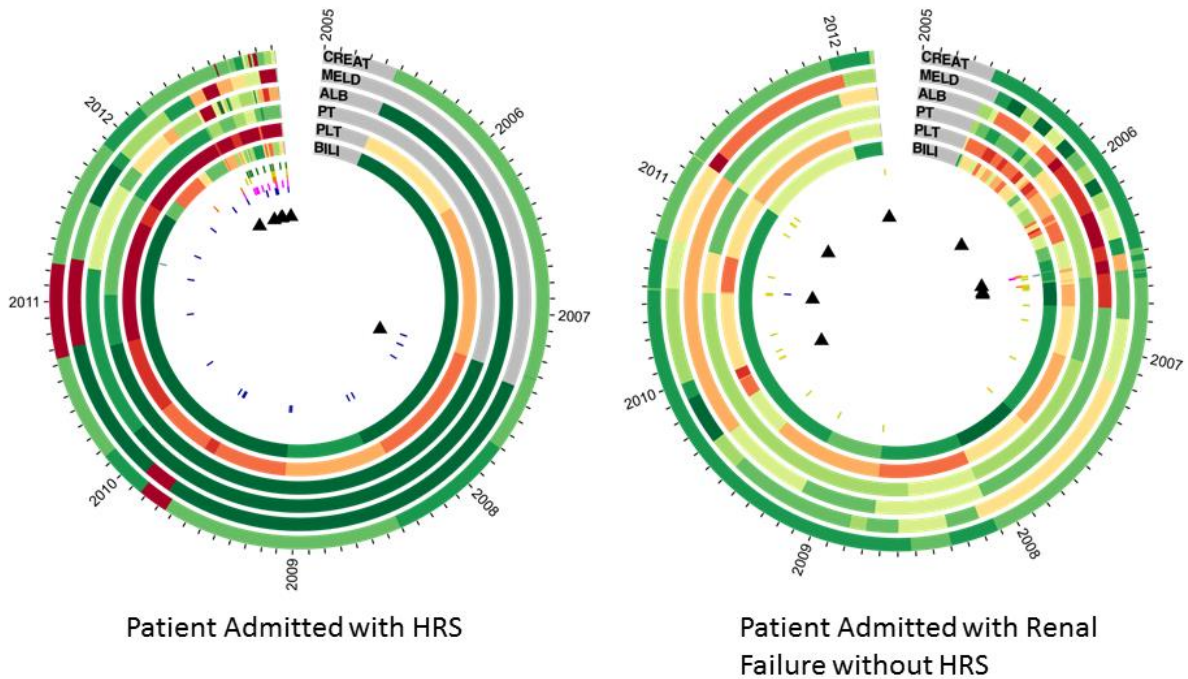 2005
CREAT
MELD
ALB
PT
PLT
BILI
2006
2007
2008
2009
2010
2011
2012
2005
CREAT
MELD
ALB
PT
PLT
BILI
2006
2007
2008
2009
2010
2011
2012
Patient Admitted with HRS
Patient Admitted with Renal
Failure without HRS